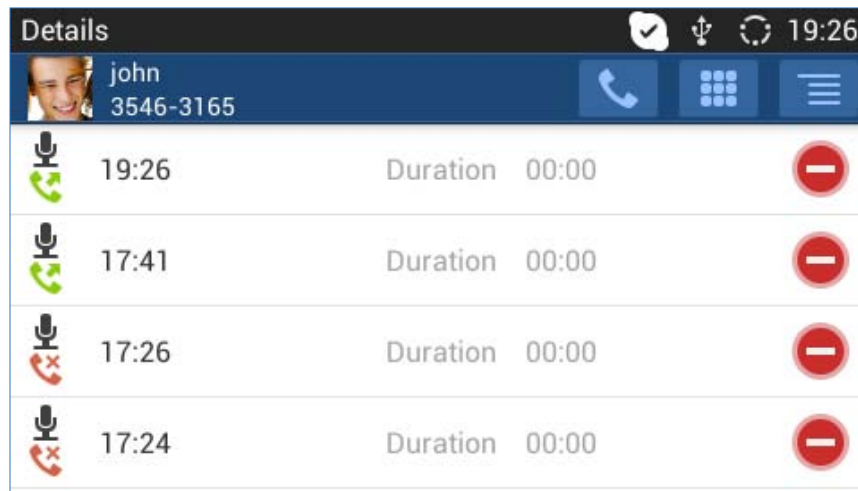 Details 19:26
john
3546-3165
19:26 Duration 00:00
17:41 Duration 00:00
17:26 Duration 00:00
17:24 Duration 00:00